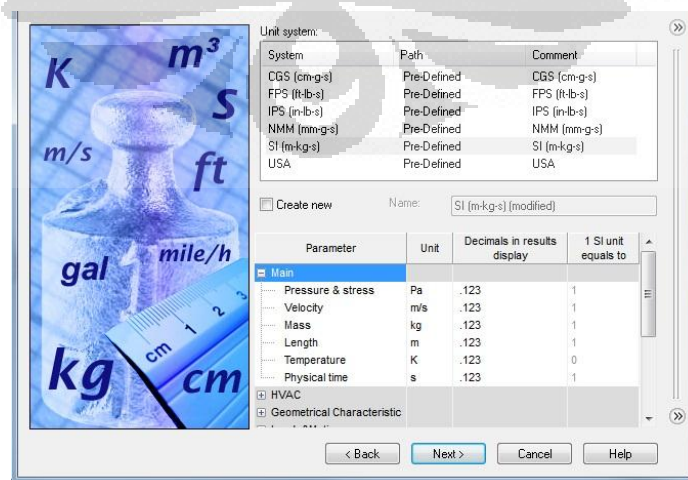 K
m³
S
m/s
ft
gal
mile/h
cm 1 2 3
kg
cm
Unit system:
System Path Comment
CGS (cm-g-s) Pre-Defined CGS (cm-g-s)
FPS (ft-lb-s) Pre-Defined FPS (ft-lb-s)
IPS (in-lb-s) Pre-Defined IPS (in-lb-s)
NMM (mm-g-s) Pre-Defined NMM (mm-g-s)
SI (m-kg-s) Pre-Defined SI (m-kg-s)
USA Pre-Defined USA
Create new Name: SI (m-kg-s) (modified)
Parameter Unit Decimals in results display 1 SI unit equals to
Main
Pressure & stress Pa .123 1
Velocity m/s .123 1
Mass kg .123 1
Length m .123 1
Temperature K .123 0
Physical time s .123 1
HVAC
Geometrical Characteristic
< Back Next > Cancel Help